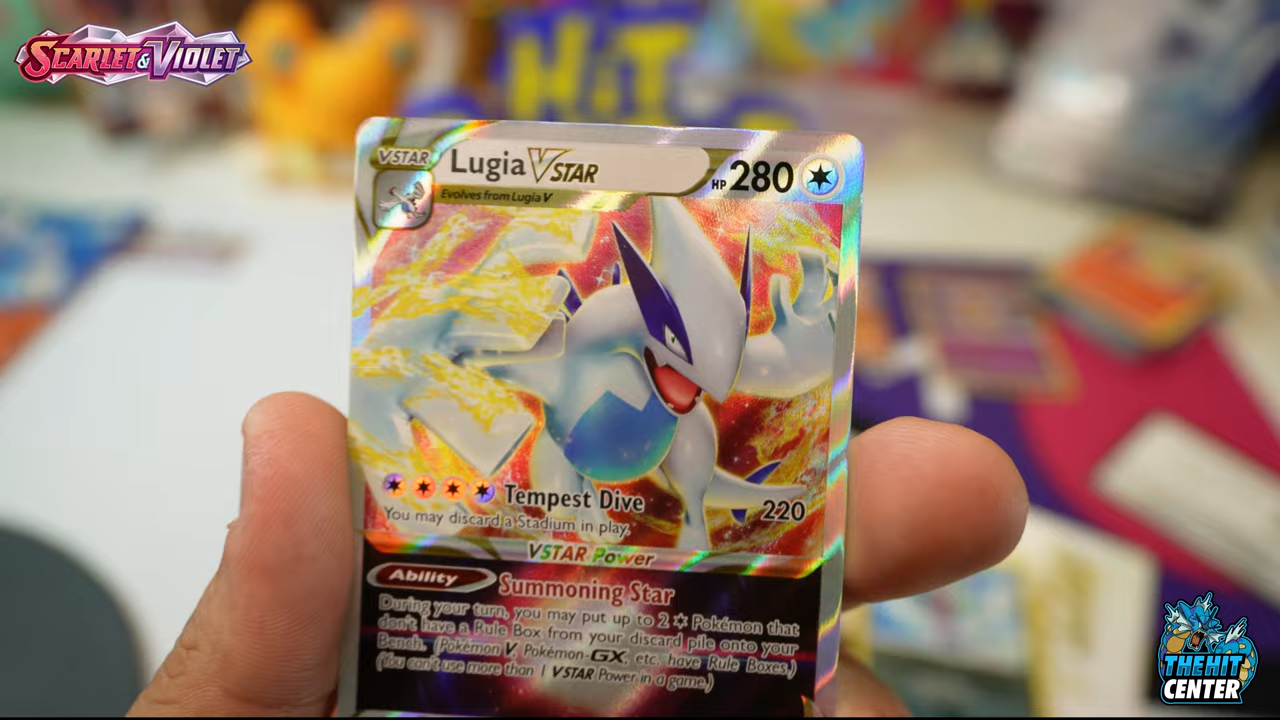 SCARLET & VIOLET
HIT
VSTAR
Lugia VSTAR
HP 280
Evolves from Lugia V
Tempest Dive
220
You may discard a Stadium in play.
VSTAR Power
Ability
Summoning Star
During your turn, you may put up to 2 Pokémon that
don't have a Rule Box from your discard pile onto your
Bench. (Pokémon V, Pokémon-GX, etc. have Rule Boxes.)
(You can't use more than 1 VSTAR Power in a game.)
THE HIT
CENTER